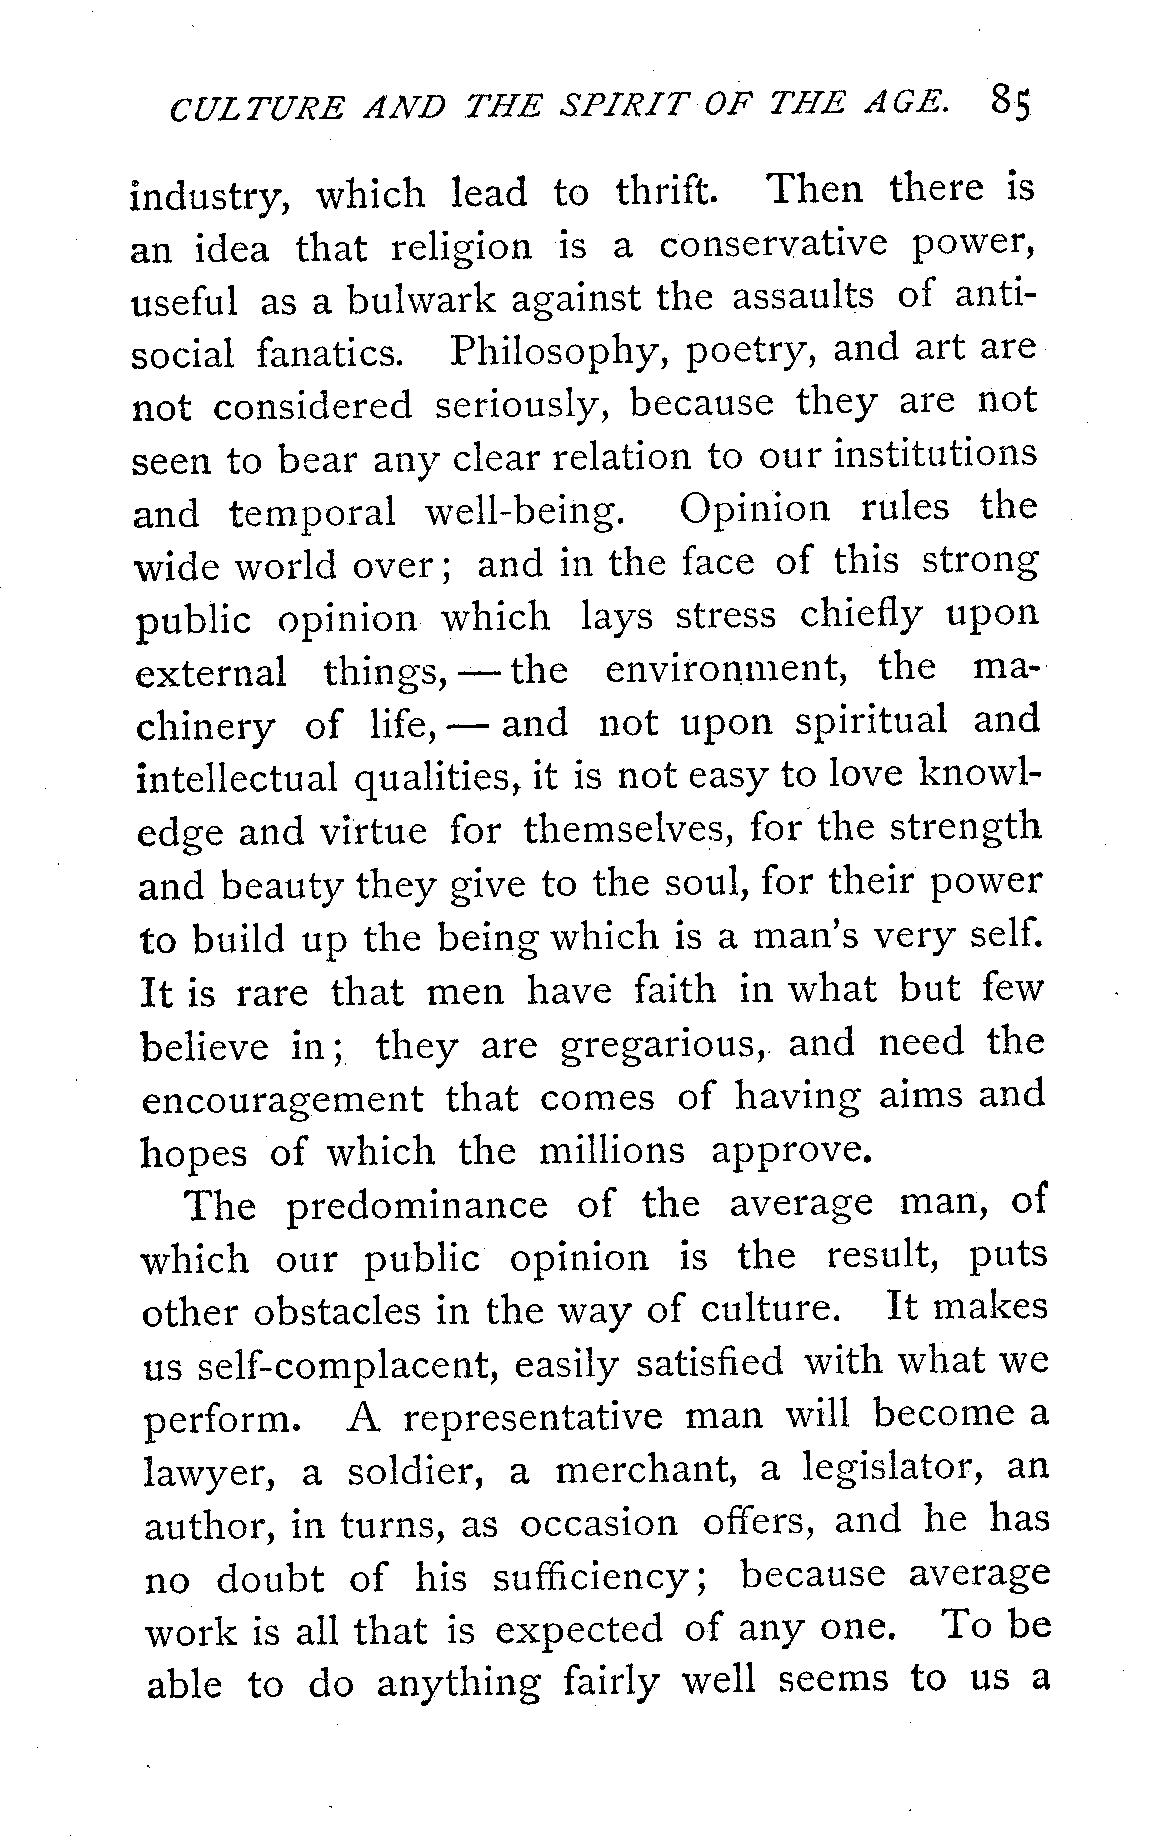 CULTURE AND THE SPIRIT OF THE AGE. 85
industry, which lead to thrift. Then there is
an idea that religion is a conservative power,
useful as a bulwark against the assaults of anti-
social fanatics. Philosophy, poetry, and art are
not considered seriously, because they are not
seen to bear any clear relation to our institutions
and temporal well-being. Opinion rules the
wide world over; and in the face of this strong
public opinion which lays stress chiefly upon
external things, — the environment, the ma-
chinery of life, — and not upon spiritual and
intellectual qualities, it is not easy to love knowl-
edge and virtue for themselves, for the strength
and beauty they give to the soul, for their power
to build up the being which is a man's very self.
It is rare that men have faith in what but few
believe in; they are gregarious, and need the
encouragement that comes of having aims and
hopes of which the millions approve.
The predominance of the average man, of
which our public opinion is the result, puts
other obstacles in the way of culture. It makes
us self-complacent, easily satisfied with what we
perform. A representative man will become a
lawyer, a soldier, a merchant, a legislator, an
author, in turns, as occasion offers, and he has
no doubt of his sufficiency; because average
work is all that is expected of any one. To be
able to do anything fairly well seems to us a